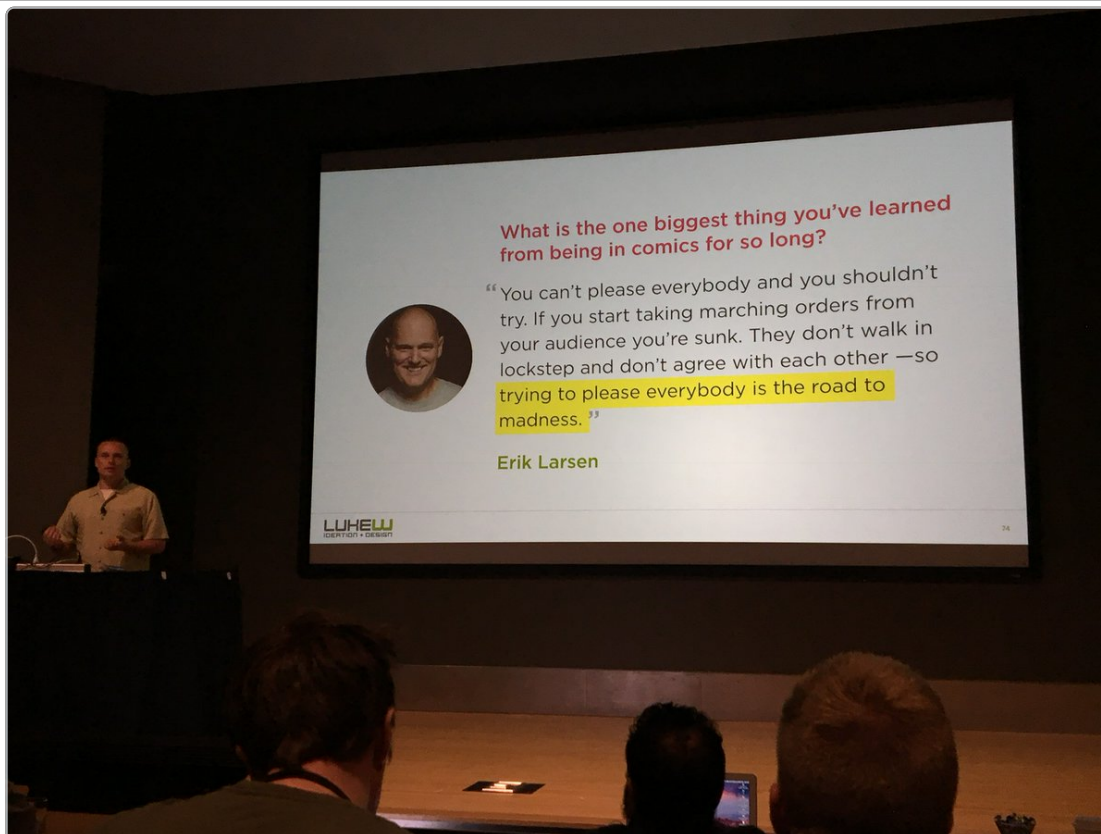 What is the one biggest thing you've learned
from being in comics for so long?
“You can't please everybody and you shouldn't
try. If you start taking marching orders from
your audience you're sunk. They don't walk in
lockstep and don't agree with each other —so
trying to please everybody is the road to
madness.”
Erik Larsen
LUKEW
IDEATION + DESIGN